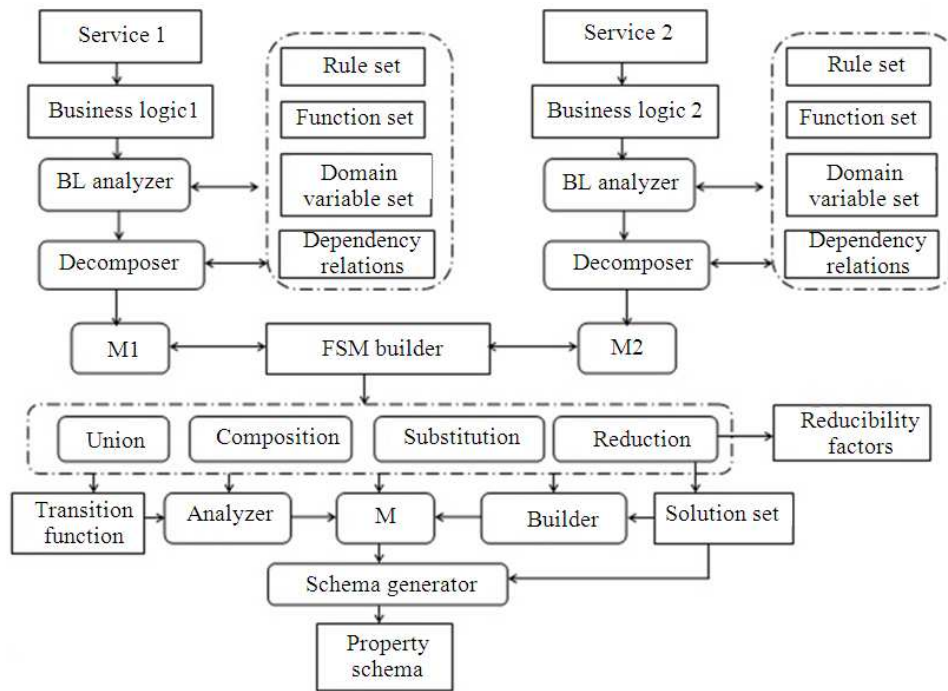 Service 1
Service 2
Rule set
Rule set
Business logic1
Function set
Business logic 2
Function set
BL analyzer
Domain
variable set
BL analyzer
Domain
variable set
Decomposer
Dependency
relations
Decomposer
Dependency
relations
M1
FSM builder
M2
Union
Composition
Substitution
Reduction
Reducibility
factors
Transition
function
Analyzer
M
Builder
Solution set
Schema generator
Property
schema